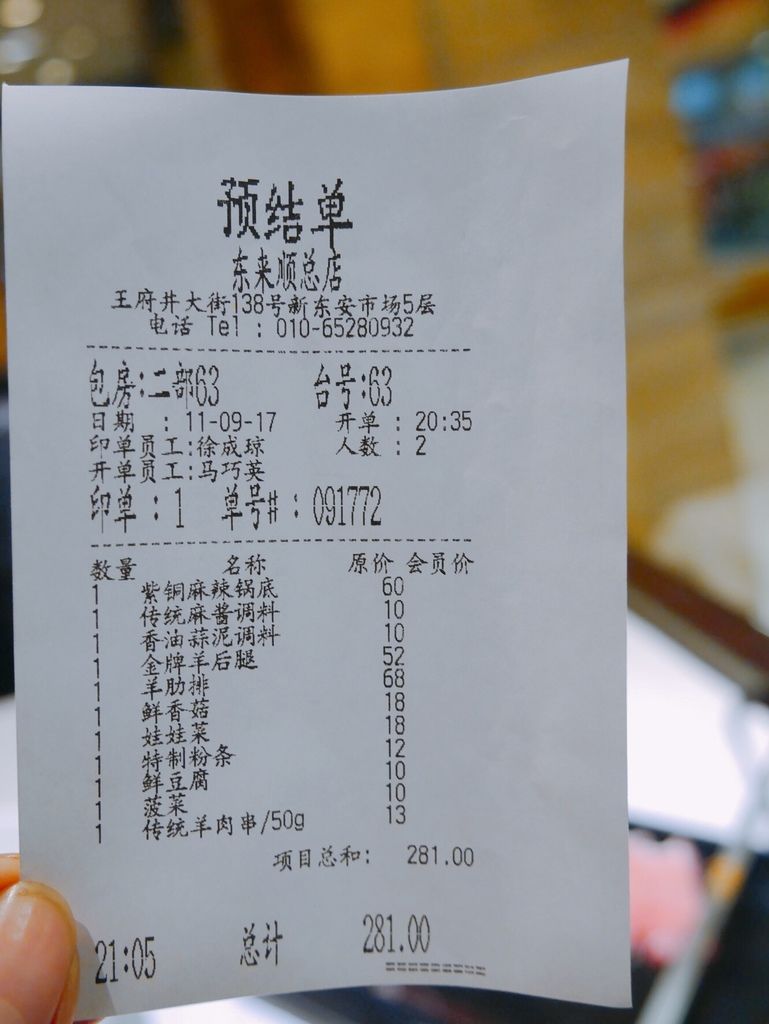 预结单
东来顺总店
王府井大街138号新东安市场5层
电话 Tel : 010-65280932
包房:二部63 台号:63
日期 : 11-09-17 开单 : 20:35
印单员工:徐成琼 人数 : 2
开单员工:马巧英
印单 : 1 单号# : 091772
数量 名称 原价 会员价
1 紫铜麻辣锅底 60
1 传统麻酱调料 10
1 香油蒜泥调料 10
1 金牌羊后腿 52
1 羊肋排 68
1 鲜香菇 18
1 娃娃菜 18
1 特制粉条 12
1 鲜豆腐 10
1 菠菜 10
1 传统羊肉串/50g 13
项目总和: 281.00
21:05 总计 281.00